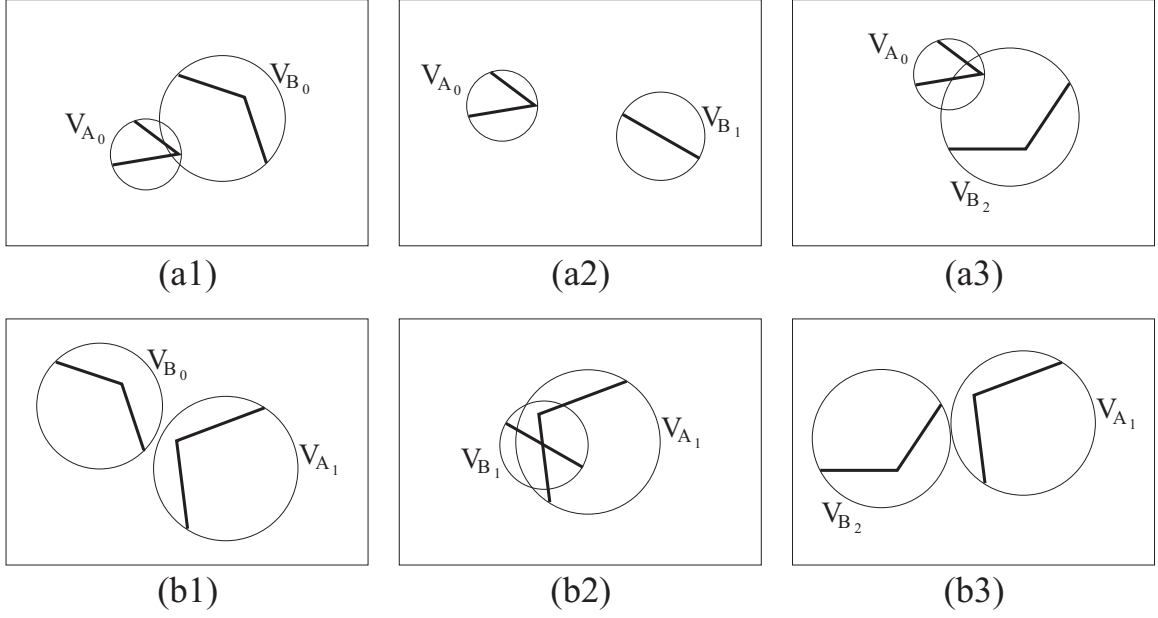 V_{A_0} V_{B_0}
V_{A_0} V_{B_1}
V_{A_0} V_{B_2}
(a1) (a2) (a3)
V_{B_0} V_{A_1}
V_{B_1} V_{A_1}
V_{B_2} V_{A_1}
(b1) (b2) (b3)